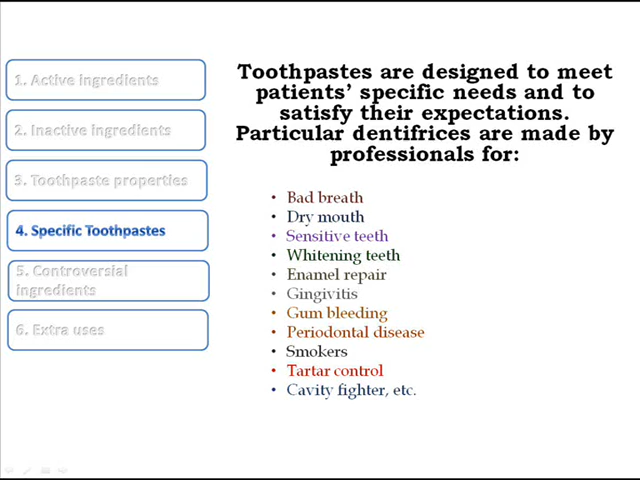 1. Active ingredients
2. Inactive ingredients
3. Toothpaste properties
4. Specific Toothpastes
5. Controversial
ingredients
6. Extra uses
Toothpastes are designed to meet
patients’ specific needs and to
satisfy their expectations.
Particular dentifrices are made by
professionals for:
• Bad breath
• Dry mouth
• Sensitive teeth
• Whitening teeth
• Enamel repair
• Gingivitis
• Gum bleeding
• Periodontal disease
• Smokers
• Tartar control
• Cavity fighter, etc.